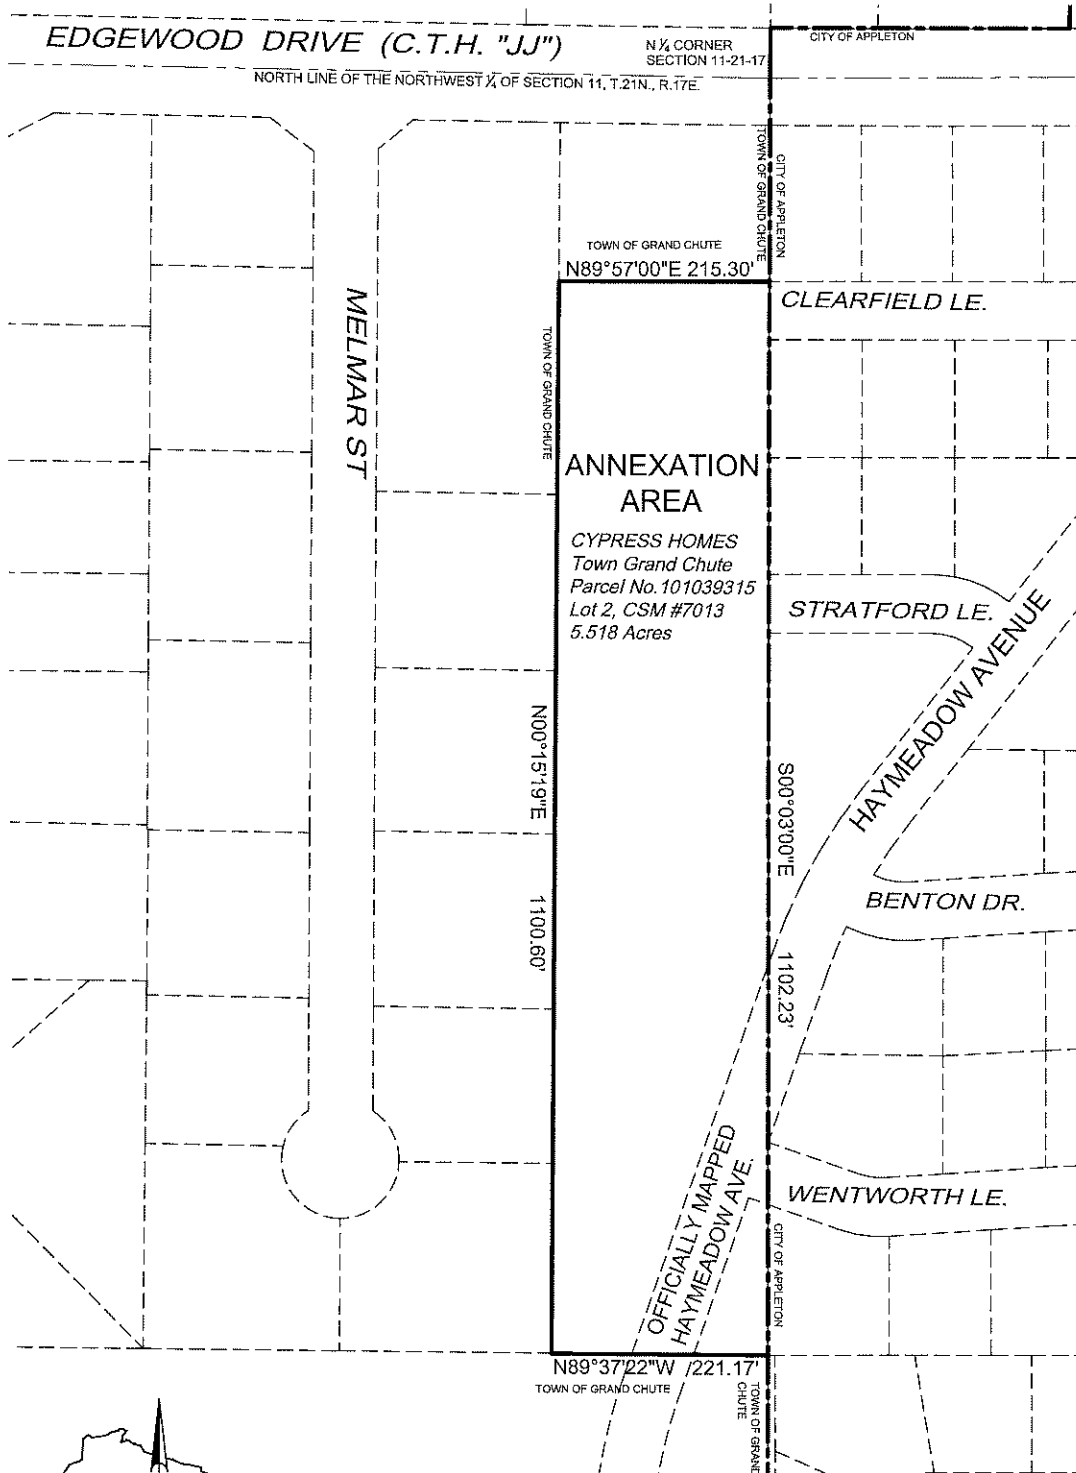 EDGEWOOD DRIVE (C.T.H. "JJ")
N ¼ CORNER
SECTION 11-21-17
CITY OF APPLETON
NORTH LINE OF THE NORTHWEST ¼ OF SECTION 11, T.21N., R.17E.
TOWN OF GRAND CHUTE
CITY OF APPLETON
TOWN OF GRAND CHUTE
N89°57'00"E 215.30'
CLEARFIELD LE.
MELMAR ST
TOWN OF GRAND CHUTE
ANNEXATION
AREA
CYPRESS HOMES
Town Grand Chute
Parcel No.101039315
Lot 2, CSM #7013
5.518 Acres
STRATFORD LE.
HAYMEADOW AVENUE
N00°15'19"E 1100.60'
S00°03'00"E 1102.23'
BENTON DR.
OFFICIALLY MAPPED
HAYMEADOW AVE.
WENTWORTH LE.
CITY OF APPLETON
N89°37'22"W 221.17'
TOWN OF GRAND CHUTE
TOWN OF GRAND
CHUTE